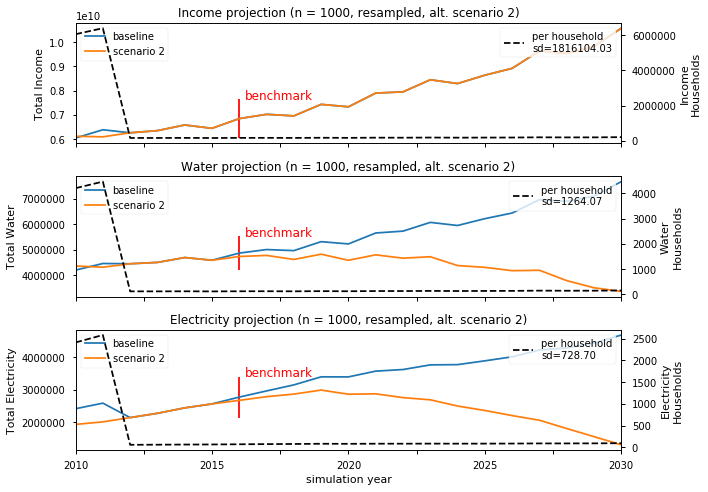 Income projection (n = 1000, resampled, alt. scenario 2)
1e10
baseline
scenario 2
per household
sd=1816104.03
benchmark
Total Income
1.0
0.9
0.8
0.7
0.6
6000000
4000000
2000000
0
Income
Households
Water projection (n = 1000, resampled, alt. scenario 2)
baseline
scenario 2
per household
sd=1264.07
benchmark
Total Water
7000000
6000000
5000000
4000000
4000
3000
2000
1000
0
Water
Households
Electricity projection (n = 1000, resampled, alt. scenario 2)
baseline
scenario 2
per household
sd=728.70
benchmark
Total Electricity
4000000
3000000
2000000
2500
2000
1500
1000
500
0
Electricity
Households
2010
2015
2020
2025
2030
simulation year